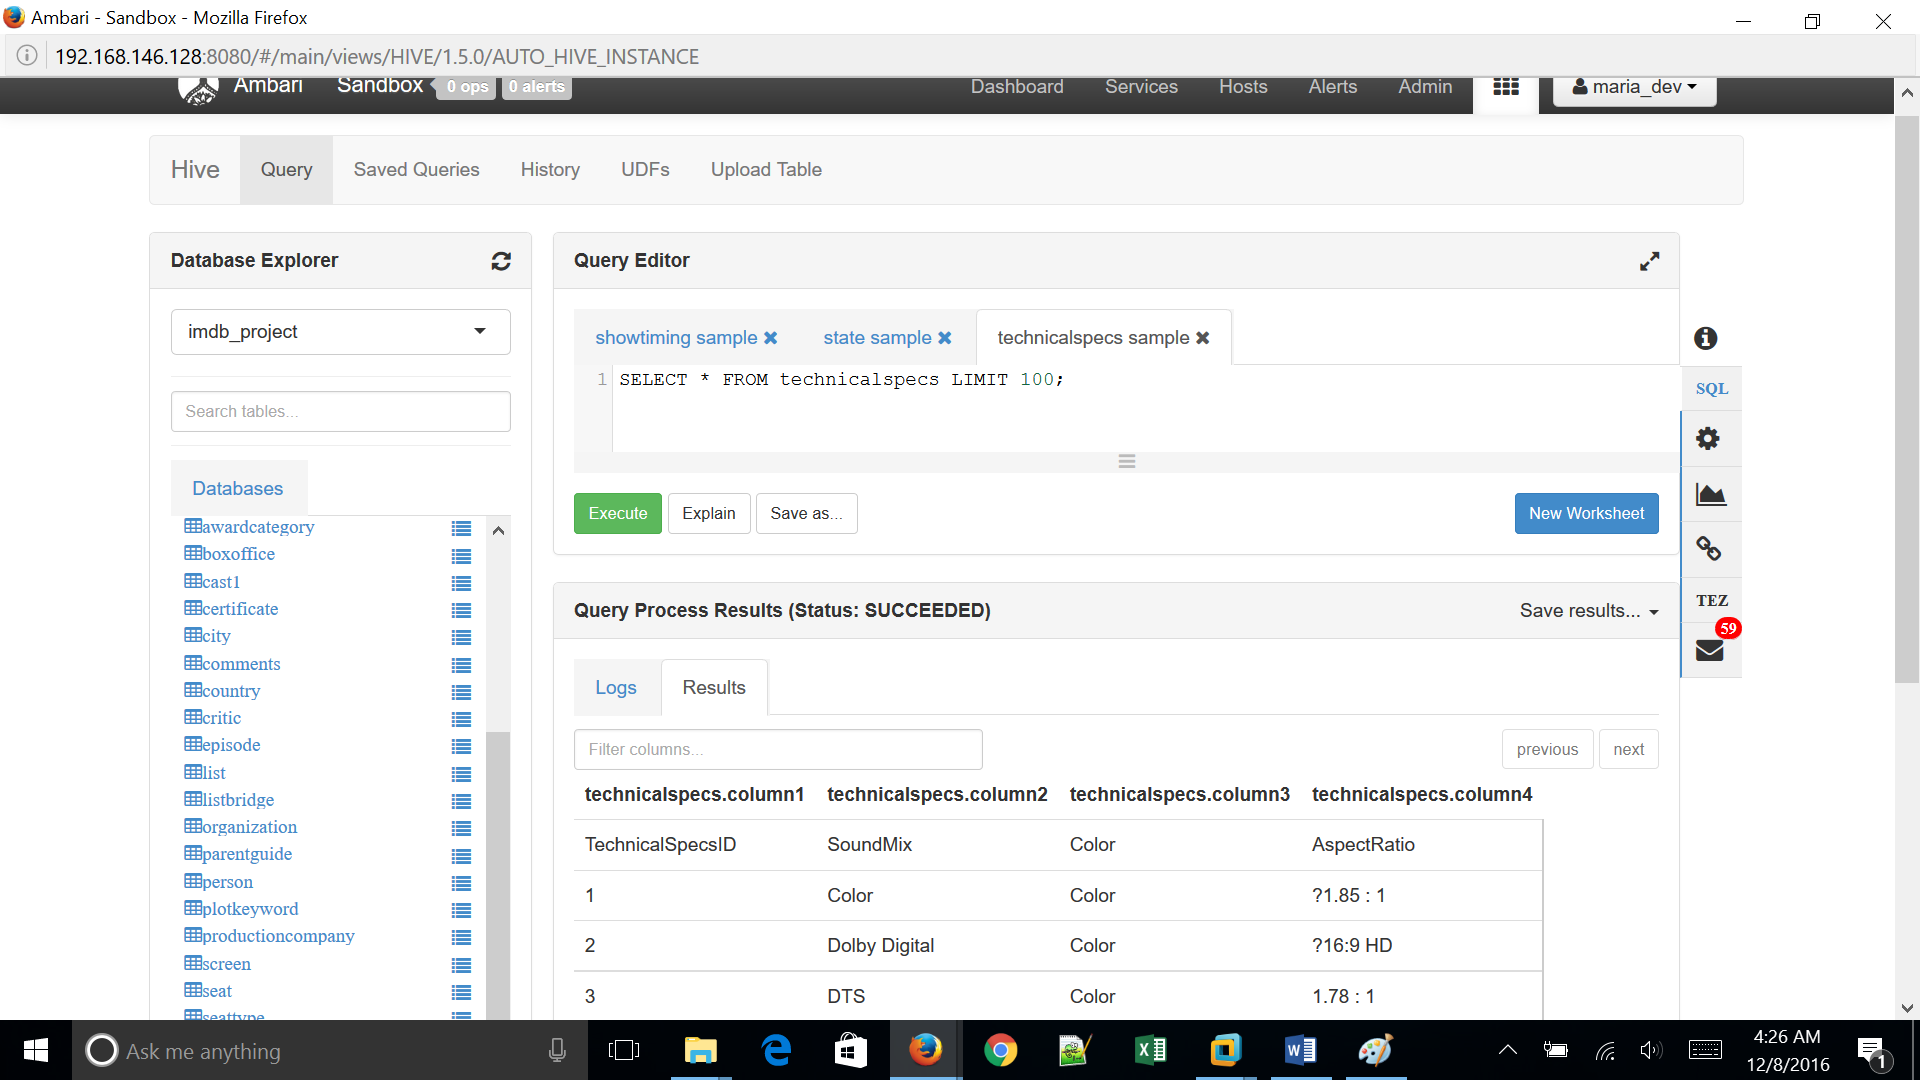 Ambari - Sandbox - Mozilla Firefox
192.168.146.128:8080/#/main/views/HIVE/1.5.0/AUTO_HIVE_INSTANCE
Ambari Sandbox 0 ops 0 alerts Dashboard Services Hosts Alerts Admin maria_dev
Hive Query Saved Queries History UDFs Upload Table
Database Explorer
imdb_project
Search tables...
Databases
awardcategory
boxoffice
cast1
certificate
city
comments
country
critic
episode
list
listbridge
organization
parentguide
person
plotkeyword
productioncompany
screen
seat
seattype
Query Editor
showtiming sample state sample technicalspecs sample
1 SELECT * FROM technicalspecs LIMIT 100;
Execute Explain Save as... New Worksheet
SQL
TEZ
59
Query Process Results (Status: SUCCEEDED) Save results...
Logs Results
Filter columns... previous next
technicalspecs.column1 technicalspecs.column2 technicalspecs.column3 technicalspecs.column4
TechnicalSpecsID SoundMix Color AspectRatio
1 Color Color ?1.85 : 1
2 Dolby Digital Color ?16:9 HD
3 DTS Color 1.78 : 1
Ask me anything
4:26 AM
12/8/2016
1